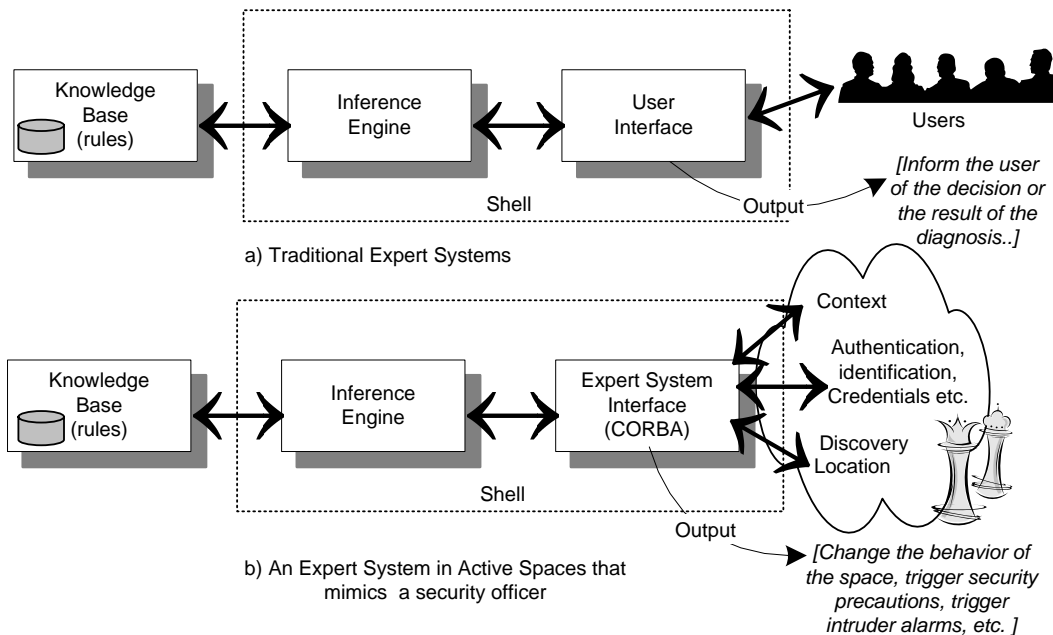 Knowledge
Base
(rules)
Inference
Engine
User
Interface
Users
Shell
Output
[Inform the user
of the decision or
the result of the
diagnosis..]
a) Traditional Expert Systems
Knowledge
Base
(rules)
Inference
Engine
Expert System
Interface
(CORBA)
Context
Authentication,
identification,
Credentials etc.
Discovery
Location
Shell
Output
[Change the behavior of
the space, trigger security
precautions, trigger
intruder alarms, etc. ]
b) An Expert System in Active Spaces that
mimics a security officer